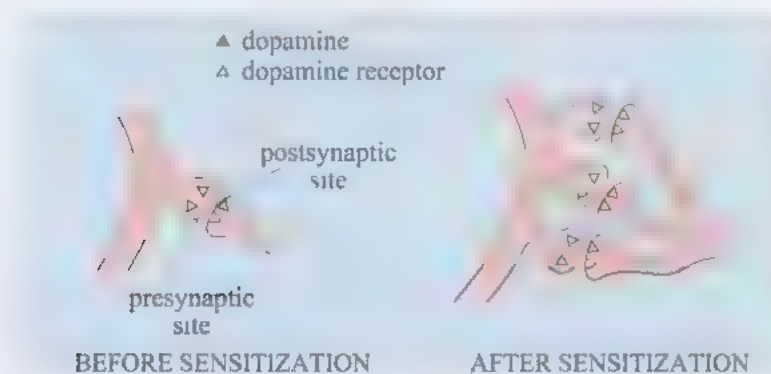 ▲ dopamine
△ dopamine receptor
postsynaptic
site
presynaptic
site
BEFORE SENSITIZATION
AFTER SENSITIZATION